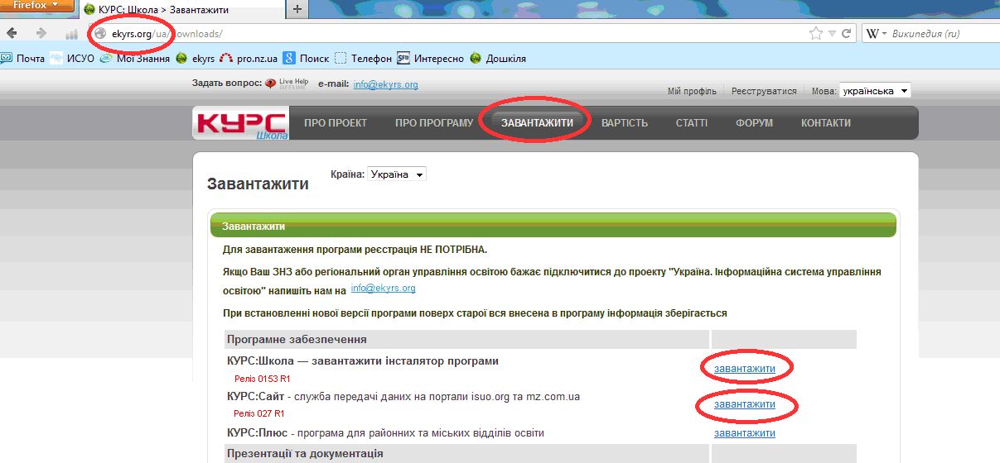 Firefox
КУРС: Школа > Завантажити
ekyrs.org/ua/downloads/
Википедия (ru)
Почта ИСУО Мої Знання ekyrs pro.nz.ua Поиск Телефон Интересно Дошкіля
Задать вопрос: Live Help OFFLINE e-mail: info@ekyrs.org
Мій профіль Реєструватися Мова: українська
КУРС Школа
ПРО ПРОЕКТ ПРО ПРОГРАМУ ЗАВАНТАЖИТИ ВАРТІСТЬ СТАТТІ ФОРУМ КОНТАКТИ
Завантажити Країна: Україна
Завантажити
Для завантаження програми реєстрація НЕ ПОТРІБНА.
Якщо Ваш ЗНЗ або регіональний орган управління освітою бажає підключитися до проекту "Україна. Інформаційна система управління
освітою" напишіть нам на info@ekyrs.org
При встановленні нової версії програми поверх старої вся внесена в програму інформація зберігається
Програмне забезпечення
КУРС:Школа — завантажити інсталятор програми завантажити
Реліз 0153 R1
КУРС:Сайт - служба передачі даних на портали isuo.org та mz.com.ua завантажити
Реліз 027 R1
КУРС:Плюс - програма для районних та міських відділів освіти завантажити
Презентації та документація